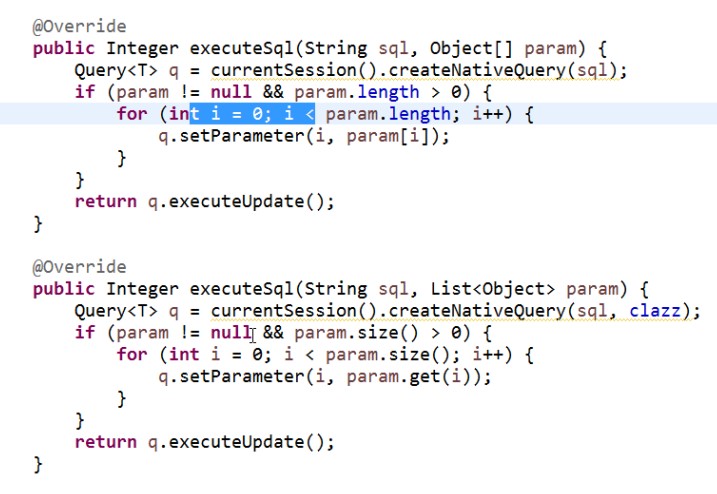 @Override
public Integer executeSql(String sql, Object[] param) {
    Query<T> q = currentSession().createNativeQuery(sql);
    if (param != null && param.length > 0) {
        for (int i = 0; i < param.length; i++) {
            q.setParameter(i, param[i]);
        }
    }
    return q.executeUpdate();
}
@Override
public Integer executeSql(String sql, List<Object> param) {
    Query<T> q = currentSession().createNativeQuery(sql, clazz);
    if (param != null && param.size() > 0) {
        for (int i = 0; i < param.size(); i++) {
            q.setParameter(i, param.get(i));
        }
    }
    return q.executeUpdate();
}